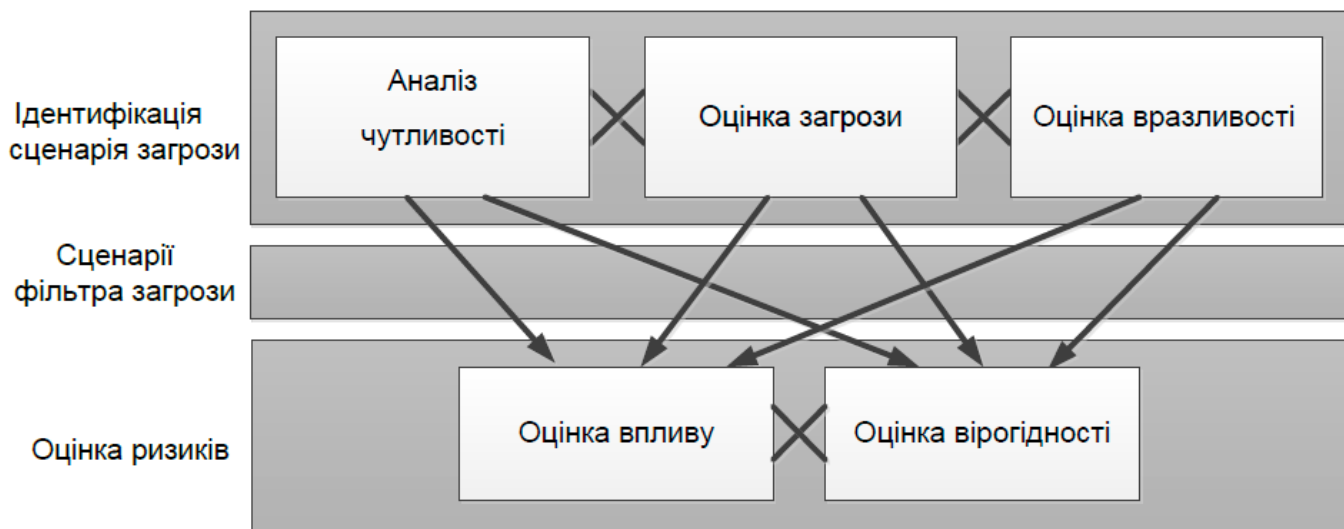 Ідентифікація
сценарія загрози
Аналіз
чутливості
Оцінка загрози
Оцінка вразливості
Сценарії
фільтра загрози
Оцінка ризиків
Оцінка впливу
Оцінка вірогідності